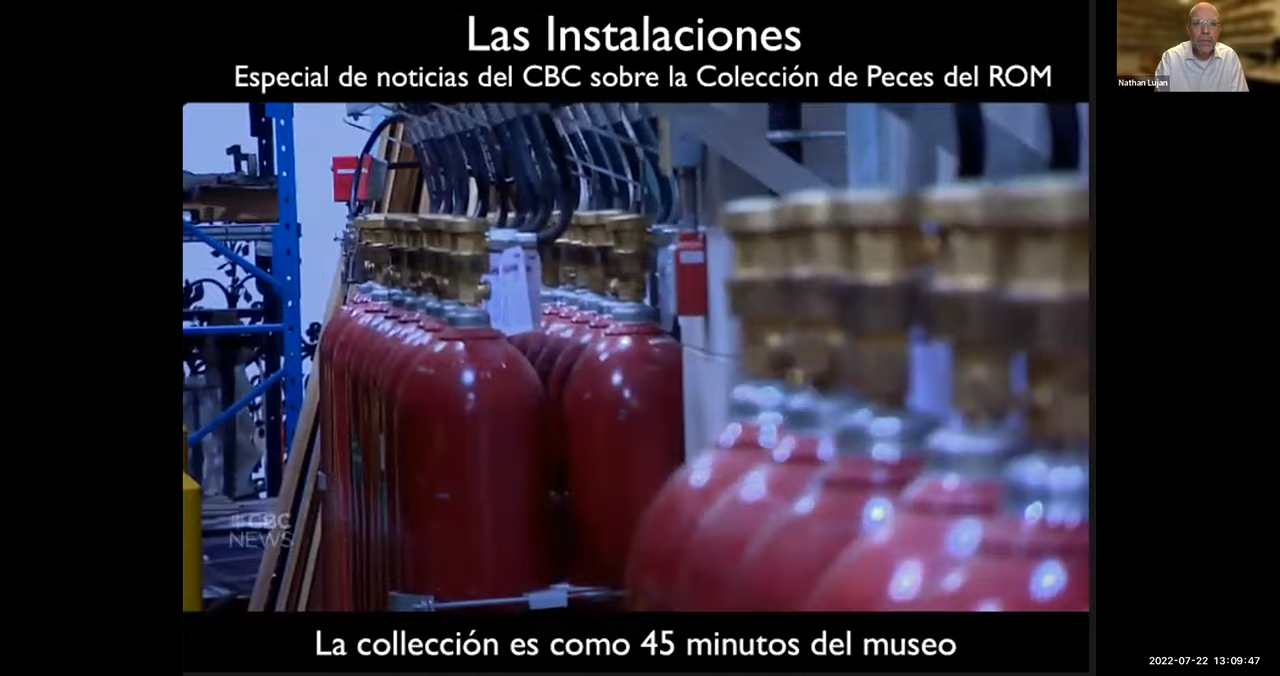 Las Instalaciones
Especial de noticias del CBC sobre la Colección de Peces del ROM
Nathan Lujan
CBC
NEWS
La collección es como 45 minutos del museo
2022-07-22 13:09:47